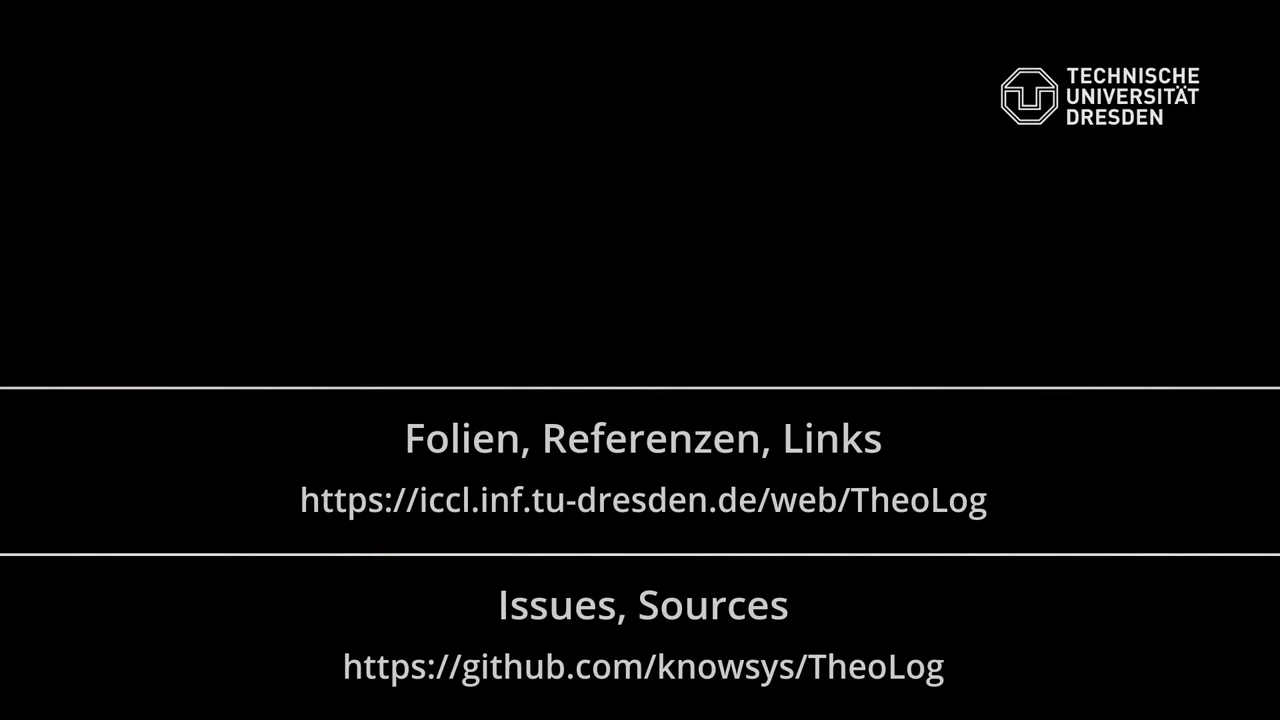 TECHNISCHE
UNIVERSITÄT
DRESDEN
Folien, Referenzen, Links
https://iccl.inf.tu-dresden.de/web/TheoLog
Issues, Sources
https://github.com/knowsys/TheoLog